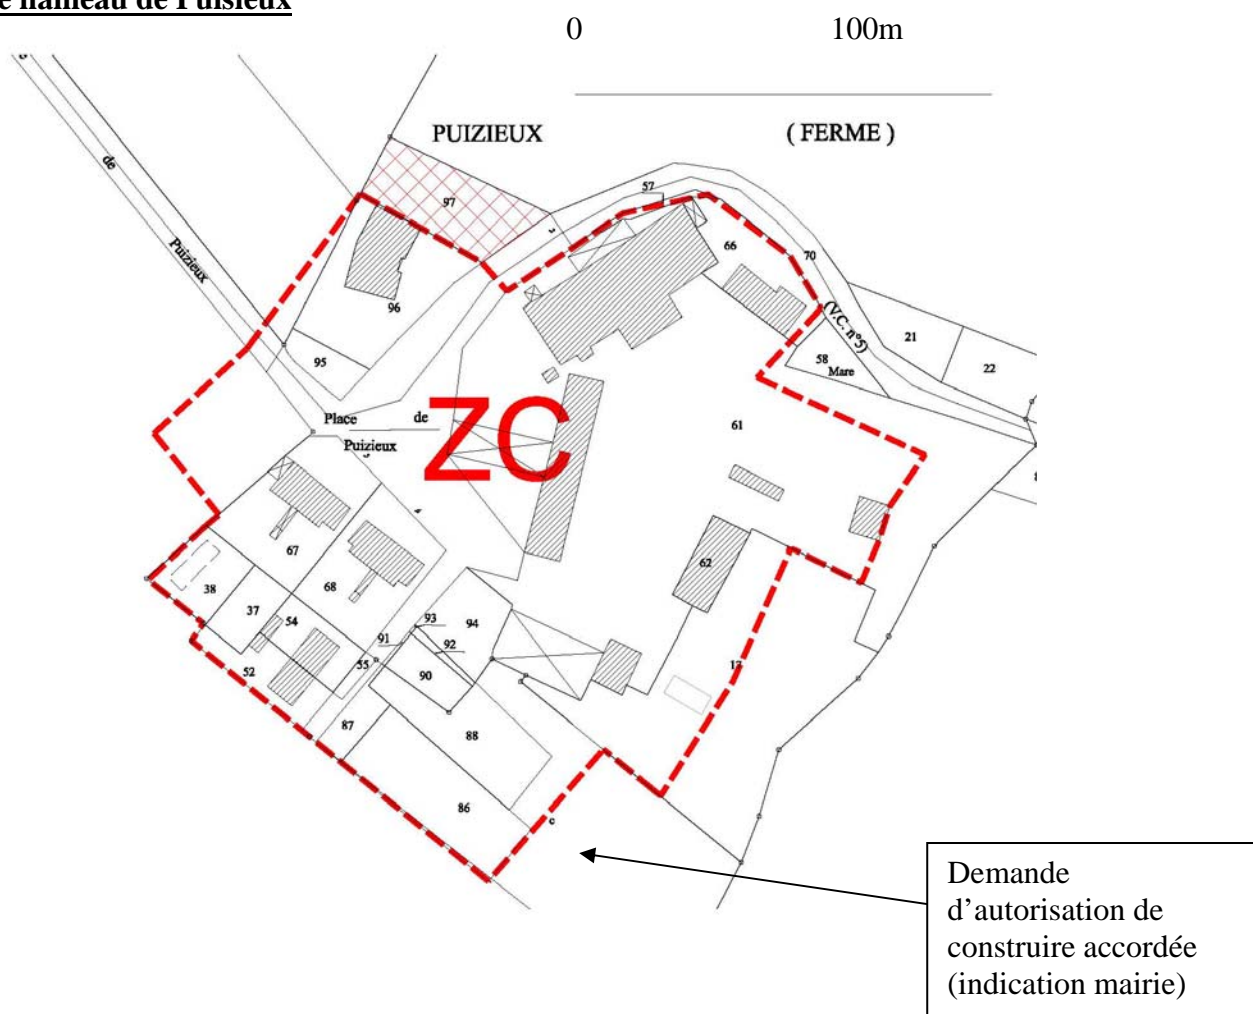 e hameau de Puisieux
0 100m
PUIZIEUX ( FERME )
de
Puizieux
57
97
66
70
96
(V.C. n°5)
21
95
58
Mare
22
Place de
Puizieux
ZC
61
67
62
38
68
37
54
93
94
91
92
13
55
52
90
87
88
86
c
Demande
d'autorisation de
construire accordée
(indication mairie)